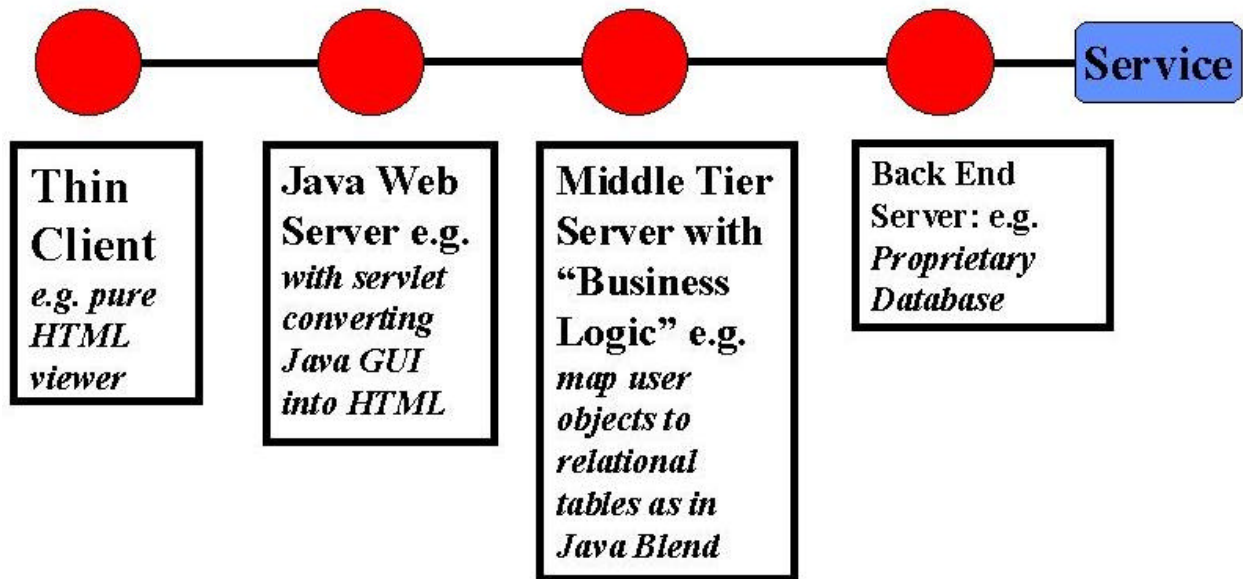 Service
Thin
Client
e.g. pure
HTML
viewer
Java Web
Server e.g.
with servlet
converting
Java GUI
into HTML
Middle Tier
Server with
“Business
Logic” e.g.
map user
objects to
relational
tables as in
Java Blend
Back End
Server: e.g.
Proprietary
Database